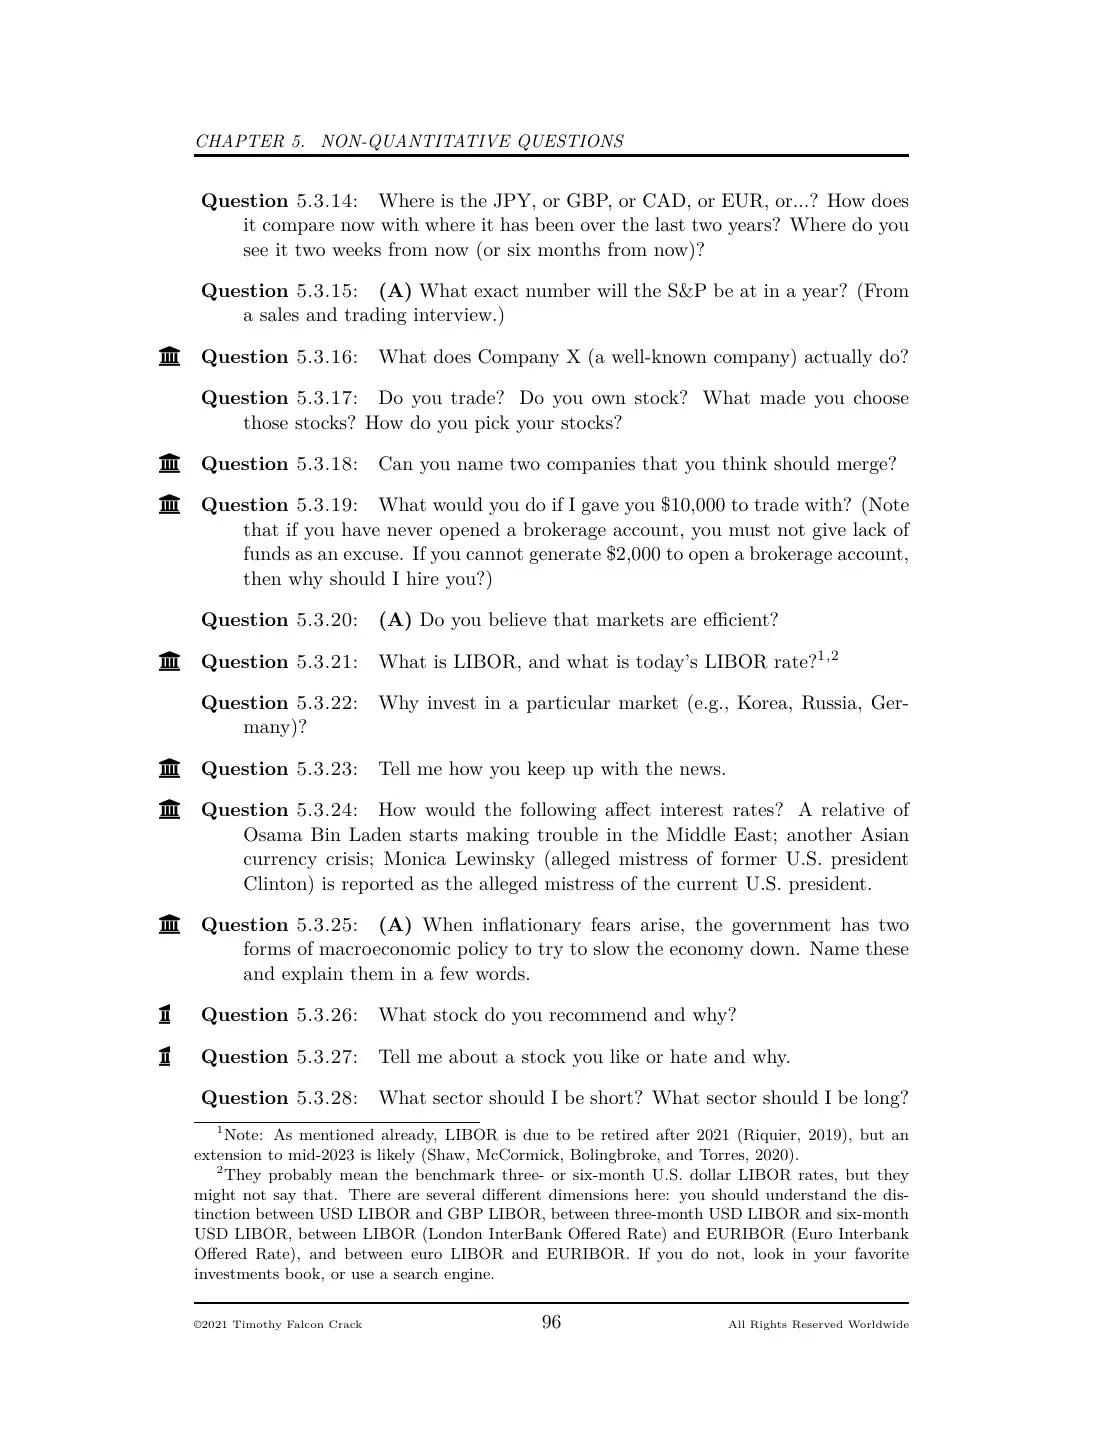 CHAPTER 5. NON-QUANTITATIVE QUESTIONS
Question 5.3.14: Where is the JPY, or GBP, or CAD, or EUR, or...? How does
it compare now with where it has been over the last two years? Where do you
see it two weeks from now (or six months from now)?
Question 5.3.15: (A) What exact number will the S&P be at in a year? (From
a sales and trading interview.)
Question 5.3.16: What does Company X (a well-known company) actually do?
Question 5.3.17: Do you trade? Do you own stock? What made you choose
those stocks? How do you pick your stocks?
Question 5.3.18: Can you name two companies that you think should merge?
Question 5.3.19: What would you do if I gave you $10,000 to trade with? (Note
that if you have never opened a brokerage account, you must not give lack of
funds as an excuse. If you cannot generate $2,000 to open a brokerage account,
then why should I hire you?)
Question 5.3.20: (A) Do you believe that markets are efficient?
Question 5.3.21: What is LIBOR, and what is today's LIBOR rate?1,2
Question 5.3.22: Why invest in a particular market (e.g., Korea, Russia, Ger-
many)?
Question 5.3.23: Tell me how you keep up with the news.
Question 5.3.24: How would the following affect interest rates? A relative of
Osama Bin Laden starts making trouble in the Middle East; another Asian
currency crisis; Monica Lewinsky (alleged mistress of former U.S. president
Clinton) is reported as the alleged mistress of the current U.S. president.
Question 5.3.25: (A) When inflationary fears arise, the government has two
forms of macroeconomic policy to try to slow the economy down. Name these
and explain them in a few words.
Question 5.3.26: What stock do you recommend and why?
Question 5.3.27: Tell me about a stock you like or hate and why.
Question 5.3.28: What sector should I be short? What sector should I be long?
1Note: As mentioned already, LIBOR is due to be retired after 2021 (Riquier, 2019), but an
extension to mid-2023 is likely (Shaw, McCormick, Bolingbroke, and Torres, 2020).
2They probably mean the benchmark three- or six-month U.S. dollar LIBOR rates, but they
might not say that. There are several different dimensions here: you should understand the dis-
tinction between USD LIBOR and GBP LIBOR, between three-month USD LIBOR and six-month
USD LIBOR, between LIBOR (London InterBank Offered Rate) and EURIBOR (Euro Interbank
Offered Rate), and between euro LIBOR and EURIBOR. If you do not, look in your favorite
investments book, or use a search engine.
©2021 Timothy Falcon Crack 96 All Rights Reserved Worldwide